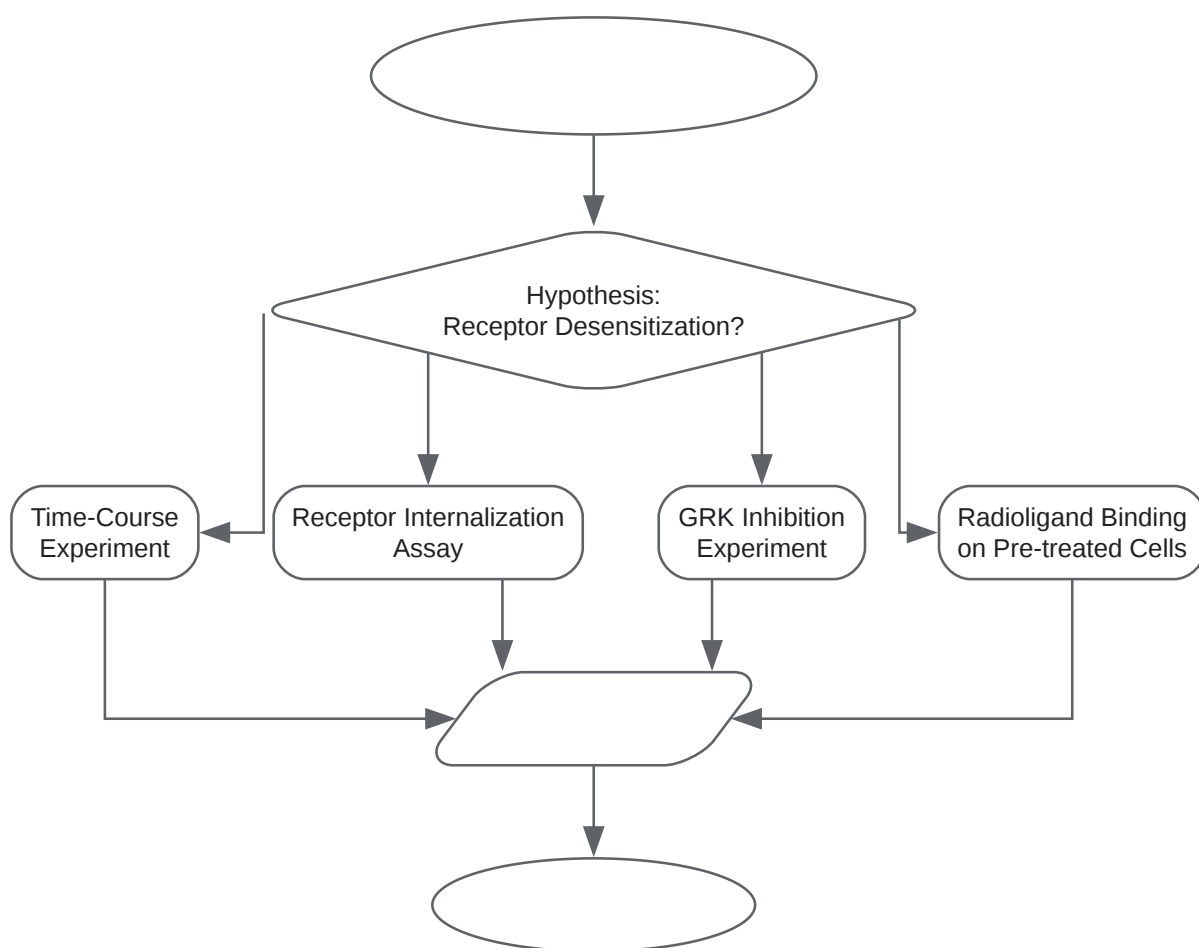 Hypothesis:
Receptor Desensitization?
Time-Course
Experiment
Receptor Internalization
Assay
GRK Inhibition
Experiment
Radioligand Binding
on Pre-treated Cells